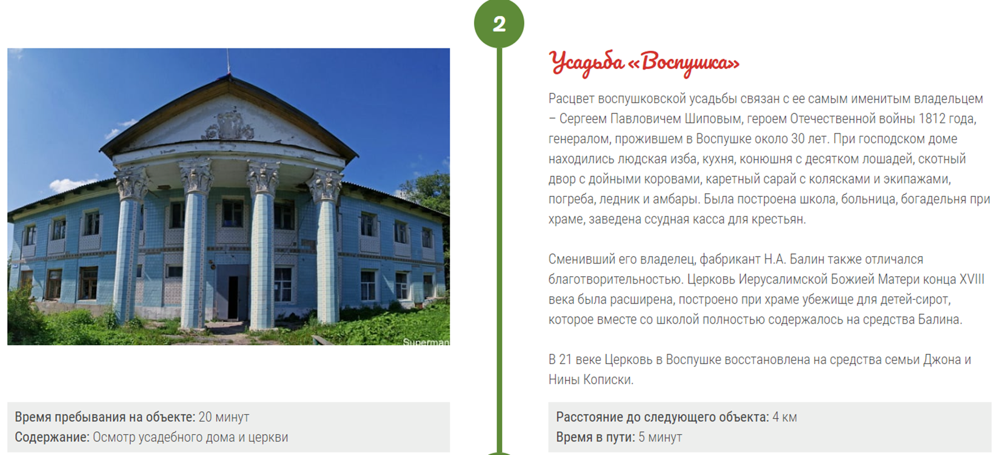 2
Усадьба «Воспушка»
Расцвет воспушковской усадьбы связан с ее самым именитым владельцем
– Сергеем Павловичем Шиповым, героем Отечественной войны 1812 года,
генералом, прожившем в Воспушке около 30 лет. При господском доме
находились людская изба, кухня, конюшня с десятком лошадей, скотный
двор с дойными коровами, каретный сарай с колясками и экипажами,
погреба, ледник и амбары. Была построена школа, больница, богадельня при
храме, заведена ссудная касса для крестьян.
Сменивший его владелец, фабрикант Н.А. Балин также отличался
благотворительностью. Церковь Иерусалимской Божией Матери конца XVIII
века была расширена, построено при храме убежище для детей-сирот,
которое вместе со школой полностью содержалось на средства Балина.
В 21 веке Церковь в Воспушке восстановлена на средства семьи Джона и
Нины Кописки.
Superman
Время пребывания на объекте: 20 минут
Содержание: Осмотр усадебного дома и церкви
Расстояние до следующего объекта: 4 км
Время в пути: 5 минут